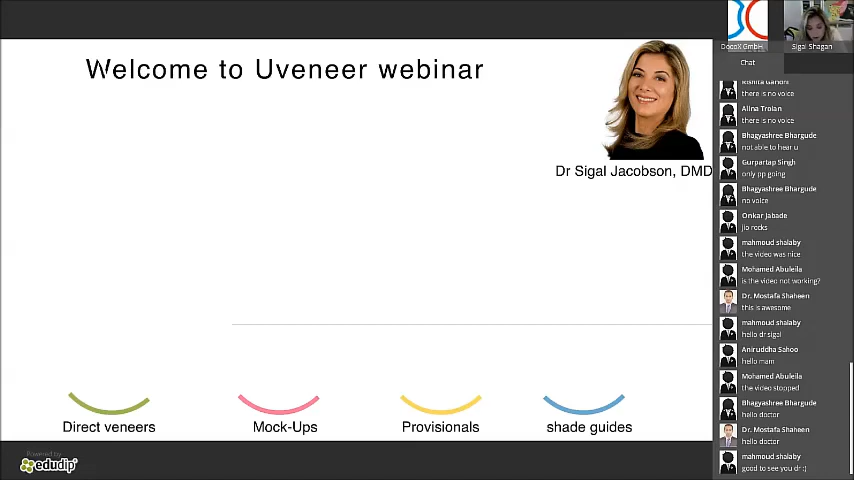 Welcome to Uveneer webinar
Dr Sigal Jacobson, DMD
Direct veneers
Mock-Ups
Provisionals
shade guides
Powered by
edudip
DocoX GmbH
Sigal Shagan
Chat
Rishita Gandhi
there is no voice
Alina Troian
there is no voice
Bhagyashree Bhargude
not able to hear u
Gurpartap Singh
only pp going
Bhagyashree Bhargude
no voice
Onkar Jabade
jio rocks
mahmoud shalaby
the video was nice
Mohamed Abuleila
is the video not working?
Dr. Mostafa Shaheen
this is awesome
mahmoud shalaby
hello dr sigal
Aniruddha Sahoo
hello mam
Mohamed Abuleila
the video stopped
Bhagyashree Bhargude
hello doctor
Dr. Mostafa Shaheen
hello doctor
mahmoud shalaby
good to see you dr :)